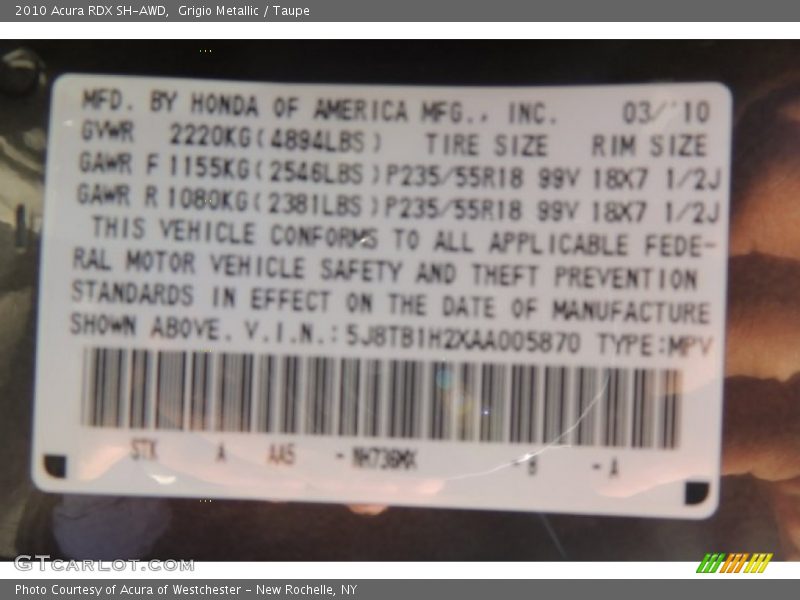 2010 Acura RDX SH-AWD,  Grigio Metallic / Taupe
MFD. BY HONDA OF AMERICA MFG., INC. 03/'10
GVWR 2220KG(4894LBS) TIRE SIZE RIM SIZE
GAWR F 1155KG(2546LBS) P235/55R18 99V 18X7 1/2J
GAWR R 1080KG(2381LBS) P235/55R18 99V 18X7 1/2J
THIS VEHICLE CONFORMS TO ALL APPLICABLE FEDE-
RAL MOTOR VEHICLE SAFETY AND THEFT PREVENTION
STANDARDS IN EFFECT ON THE DATE OF MANUFACTURE
SHOWN ABOVE. V.I.N.: 5J8TB1H2XAA005870 TYPE:MPV
STK A AA5 - NH736MX - B - A
GTCARLOT.COM
Photo Courtesy of Acura of Westchester - New Rochelle, NY